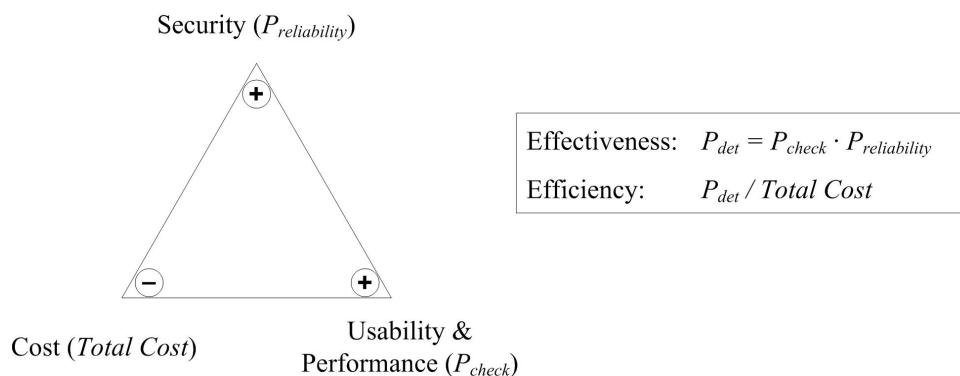 Security (P_reliability)
+
Effectiveness: P_det = P_check · P_reliability
Efficiency: P_det / Total Cost
−
+
Cost (Total Cost)
Usability &
Performance (P_check)